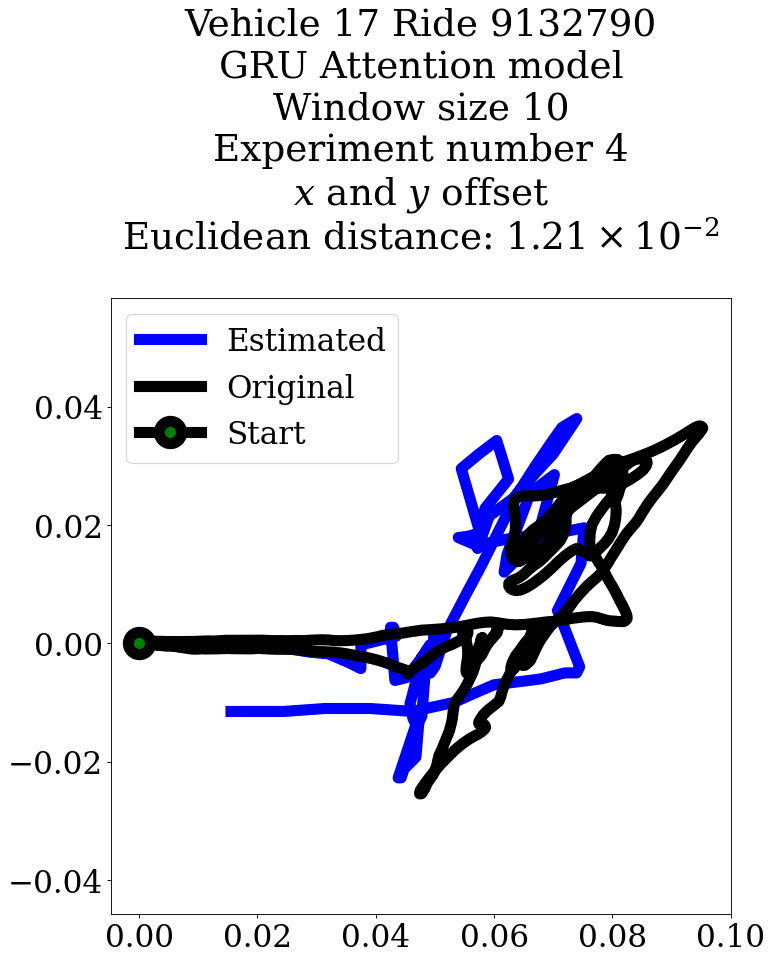 Vehicle 17 Ride 9132790
GRU Attention model
Window size 10
Experiment number 4
x and y offset
Euclidean distance: 1.21 × 10⁻²
Estimated
Original
Start
0.04
0.02
0.00
−0.02
−0.04
0.00 0.02 0.04 0.06 0.08 0.10